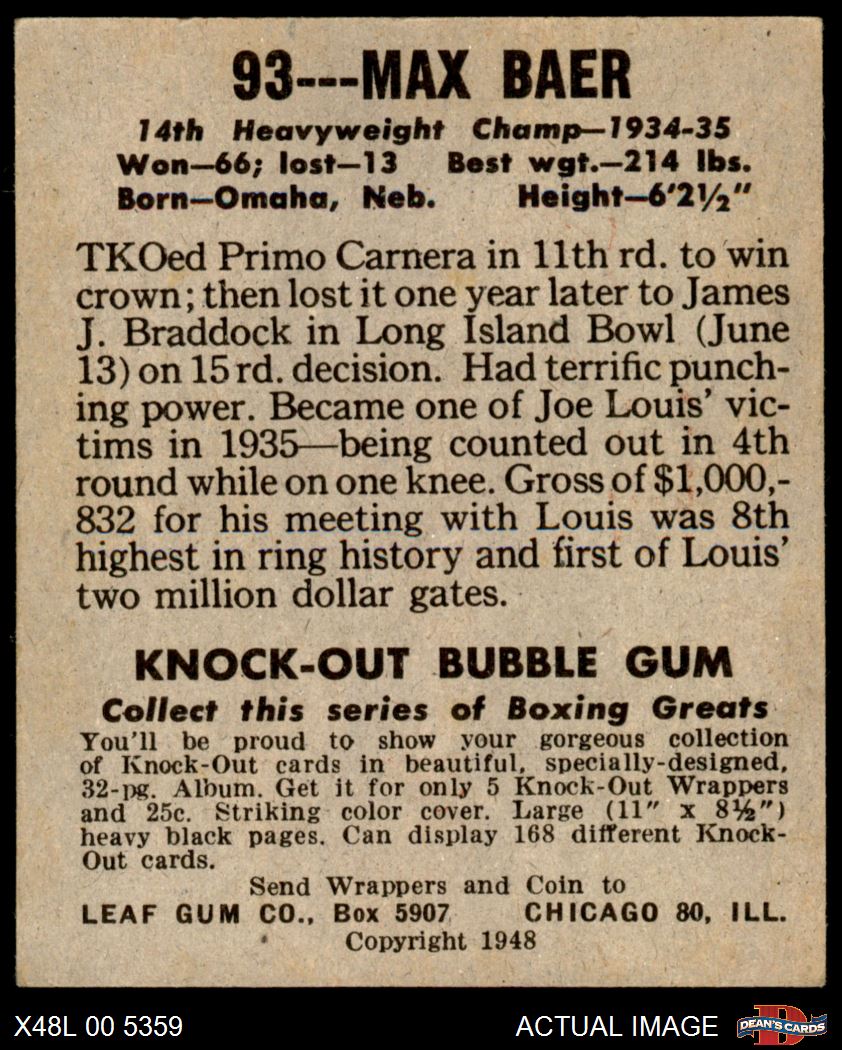 93---MAX BAER
14th Heavyweight Champ—1934-35
Won—66; lost—13 Best wgt.—214 lbs.
Born—Omaha, Neb. Height—6'2½"
TKOed Primo Carnera in 11th rd. to win
crown; then lost it one year later to James
J. Braddock in Long Island Bowl (June
13) on 15 rd. decision. Had terrific punch-
ing power. Became one of Joe Louis' vic-
tims in 1935—being counted out in 4th
round while on one knee. Gross of $1,000,-
832 for his meeting with Louis was 8th
highest in ring history and first of Louis'
two million dollar gates.
KNOCK-OUT BUBBLE GUM
Collect this series of Boxing Greats
You'll be proud to show your gorgeous collection
of Knock-Out cards in beautiful, specially-designed,
32-pg. Album. Get it for only 5 Knock-Out Wrappers
and 25c. Striking color cover. Large (11" x 8½")
heavy black pages. Can display 168 different Knock-
Out cards.
Send Wrappers and Coin to
LEAF GUM CO., Box 5907 CHICAGO 80, ILL.
Copyright 1948
X48L 00 5359 ACTUAL IMAGE DEAN'S CARDS